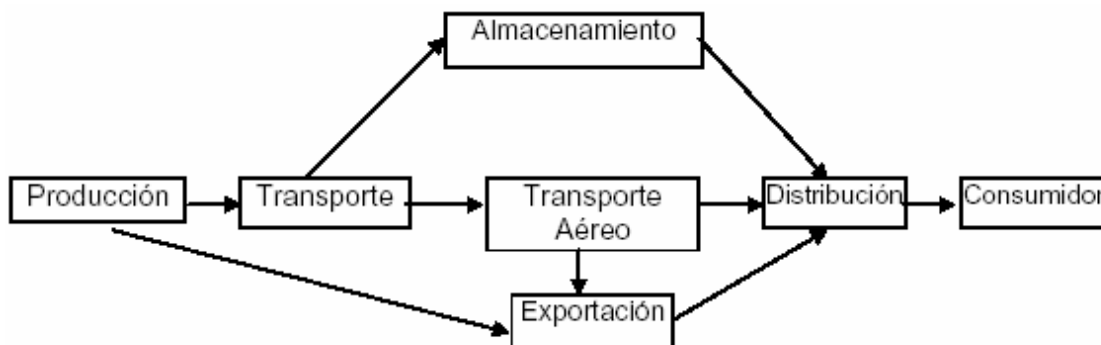 Almacenamiento
Producción
Transporte
Transporte
Aéreo
Distribución
Consumidor
Exportación